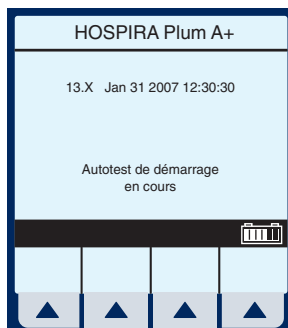 HOSPIRA Plum A+
13.X Jan 31 2007 12:30:30
Autotest de démarrage
en cours